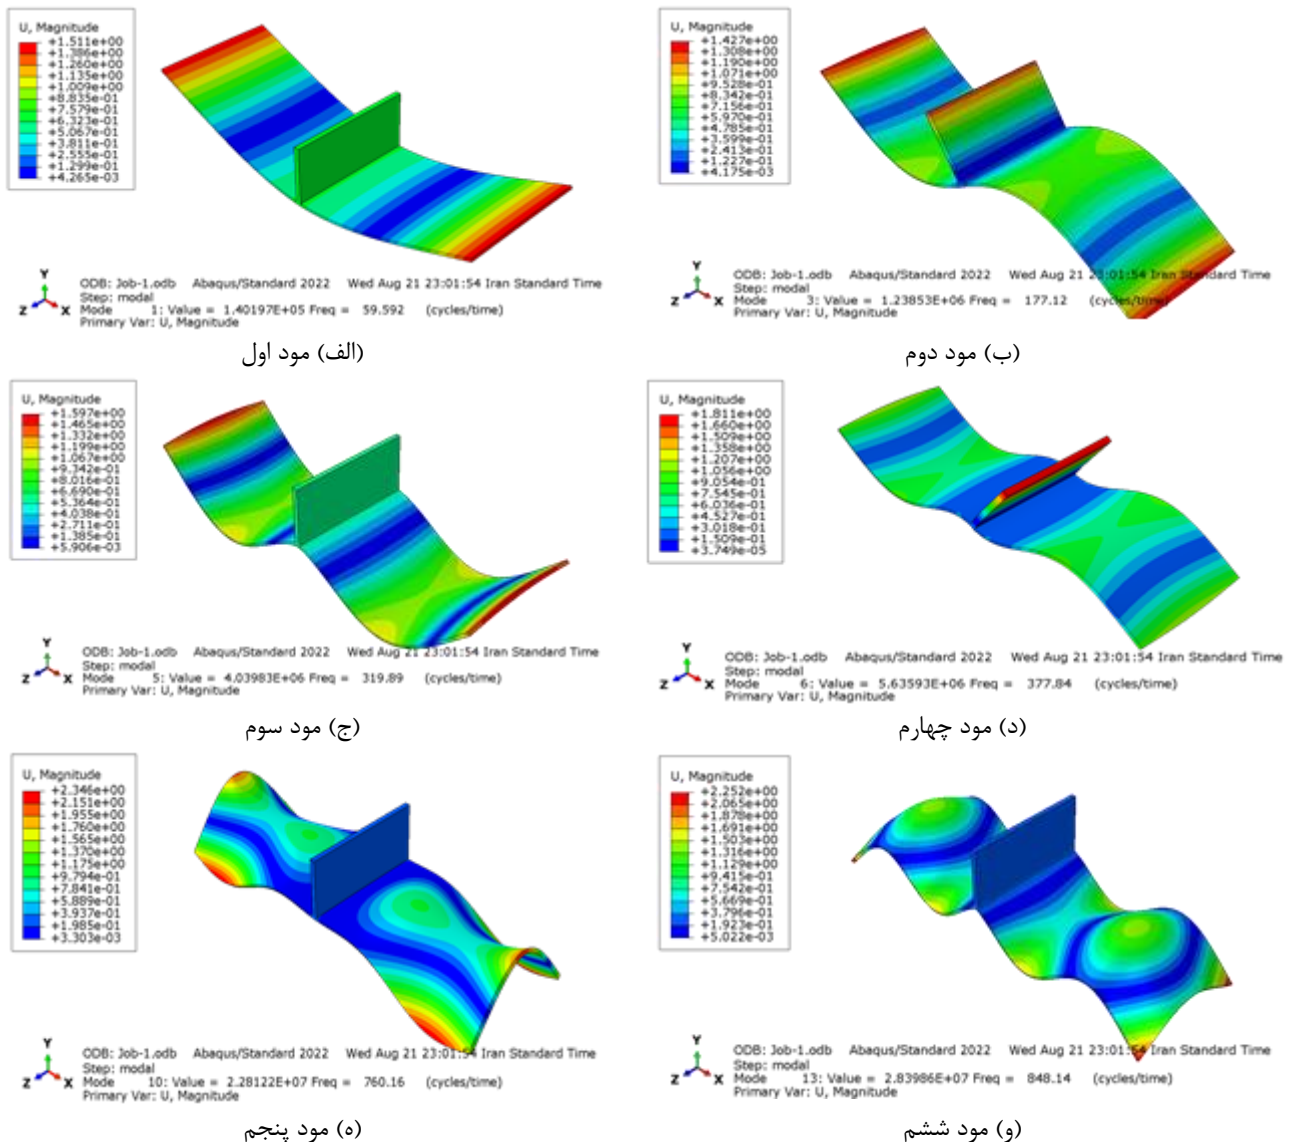 U, Magnitude
+1.511e+00
+1.386e+00
+1.260e+00
+1.135e+00
+1.009e+00
+8.835e-01
+7.579e-01
+6.323e-01
+5.067e-01
+3.811e-01
+2.555e-01
+1.299e-01
+4.265e-03
Y
Z X
ODB: Job-1.odb Abaqus/Standard 2022 Wed Aug 21 23:01:54 Iran Standard Time
Step: modal
Mode 1: Value = 1.40197E+05 Freq = 59.592 (cycles/time)
Primary Var: U, Magnitude
(الف) مود اول
U, Magnitude
+1.427e+00
+1.308e+00
+1.190e+00
+1.071e+00
+9.528e-01
+8.342e-01
+7.156e-01
+5.970e-01
+4.785e-01
+3.599e-01
+2.413e-01
+1.227e-01
+4.175e-03
Y
Z X
ODB: Job-1.odb Abaqus/Standard 2022 Wed Aug 21 23:01:54 Iran Standard Time
Step: modal
Mode 3: Value = 1.23853E+06 Freq = 177.12 (cycles/time)
Primary Var: U, Magnitude
(ب) مود دوم
U, Magnitude
+1.597e+00
+1.465e+00
+1.332e+00
+1.199e+00
+1.067e+00
+9.342e-01
+8.016e-01
+6.690e-01
+5.364e-01
+4.038e-01
+2.711e-01
+1.385e-01
+5.906e-03
Y
Z X
ODB: Job-1.odb Abaqus/Standard 2022 Wed Aug 21 23:01:54 Iran Standard Time
Step: modal
Mode 5: Value = 4.03983E+06 Freq = 319.89 (cycles/time)
Primary Var: U, Magnitude
(ج) مود سوم
U, Magnitude
+1.811e+00
+1.660e+00
+1.509e+00
+1.358e+00
+1.207e+00
+1.056e+00
+9.054e-01
+7.545e-01
+6.036e-01
+4.527e-01
+3.018e-01
+1.509e-01
+3.749e-05
Y
Z X
ODB: Job-1.odb Abaqus/Standard 2022 Wed Aug 21 23:01:54 Iran Standard Time
Step: modal
Mode 6: Value = 5.63593E+06 Freq = 377.84 (cycles/time)
Primary Var: U, Magnitude
(د) مود چهارم
U, Magnitude
+2.346e+00
+2.151e+00
+1.955e+00
+1.760e+00
+1.565e+00
+1.370e+00
+1.175e+00
+9.794e-01
+7.841e-01
+5.889e-01
+3.937e-01
+1.985e-01
+3.303e-03
Y
Z X
ODB: Job-1.odb Abaqus/Standard 2022 Wed Aug 21 23:01:54 Iran Standard Time
Step: modal
Mode 10: Value = 2.28122E+07 Freq = 760.16 (cycles/time)
Primary Var: U, Magnitude
(ه) مود پنجم
U, Magnitude
+2.252e+00
+2.065e+00
+1.878e+00
+1.691e+00
+1.503e+00
+1.316e+00
+1.129e+00
+9.415e-01
+7.542e-01
+5.669e-01
+3.796e-01
+1.923e-01
+5.022e-03
Y
Z X
ODB: Job-1.odb Abaqus/Standard 2022 Wed Aug 21 23:01:54 Iran Standard Time
Step: modal
Mode 13: Value = 2.83986E+07 Freq = 848.14 (cycles/time)
Primary Var: U, Magnitude
(و) مود ششم